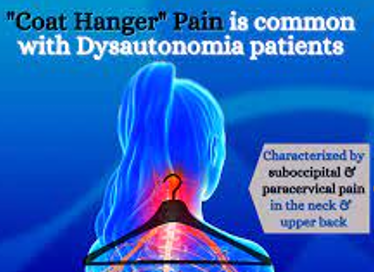 "Coat Hanger" Pain is common
with Dysautonomia patients
Characterized by
suboccipital &
paracervical pain
in the neck &
upper back